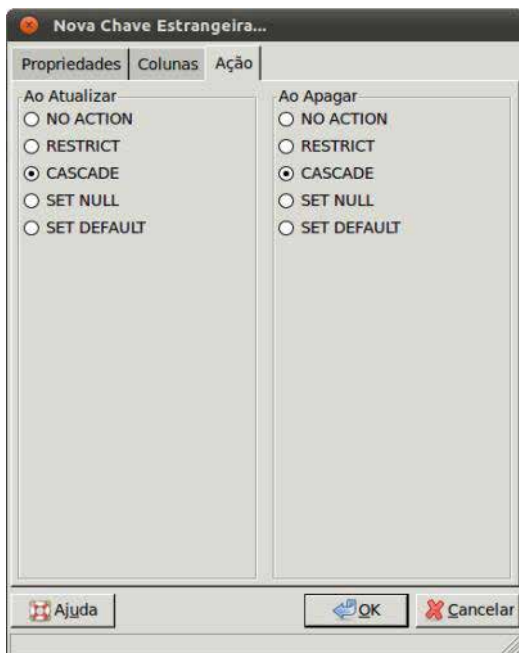 Nova Chave Estrangeira...
Propriedades Colunas Ação
Ao Atualizar
NO ACTION
RESTRICT
CASCADE
SET NULL
SET DEFAULT
Ao Apagar
NO ACTION
RESTRICT
CASCADE
SET NULL
SET DEFAULT
Ajuda OK Cancelar